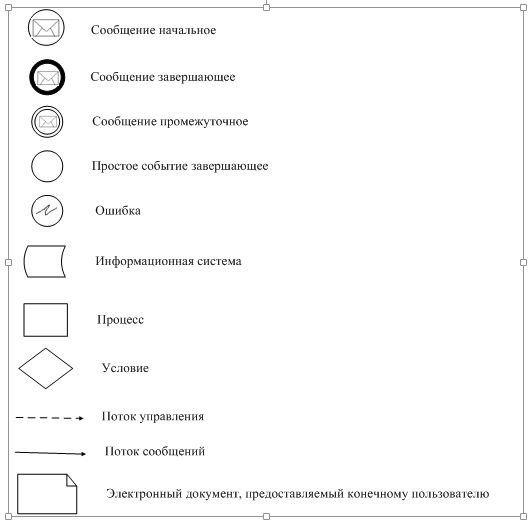 Сообщение начальное
Сообщение завершающее
Сообщение промежуточное
Простое событие завершающее
Ошибка
Информационная система
Процесс
Условие
Поток управления
Поток сообщений
Электронный документ, предоставляемый конечному пользователю